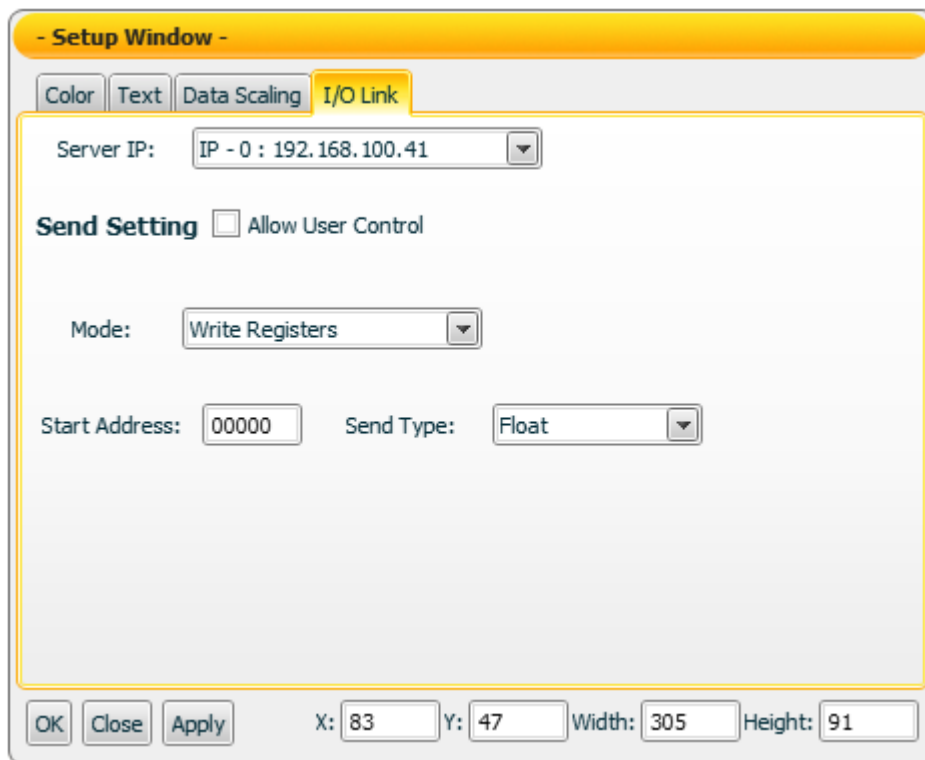 - Setup Window -
Color Text Data Scaling I/O Link
Server IP: IP - 0 : 192.168.100.41
Send Setting Allow User Control
Mode: Write Registers
Start Address: 00000 Send Type: Float
OK Close Apply X: 83 Y: 47 Width: 305 Height: 91